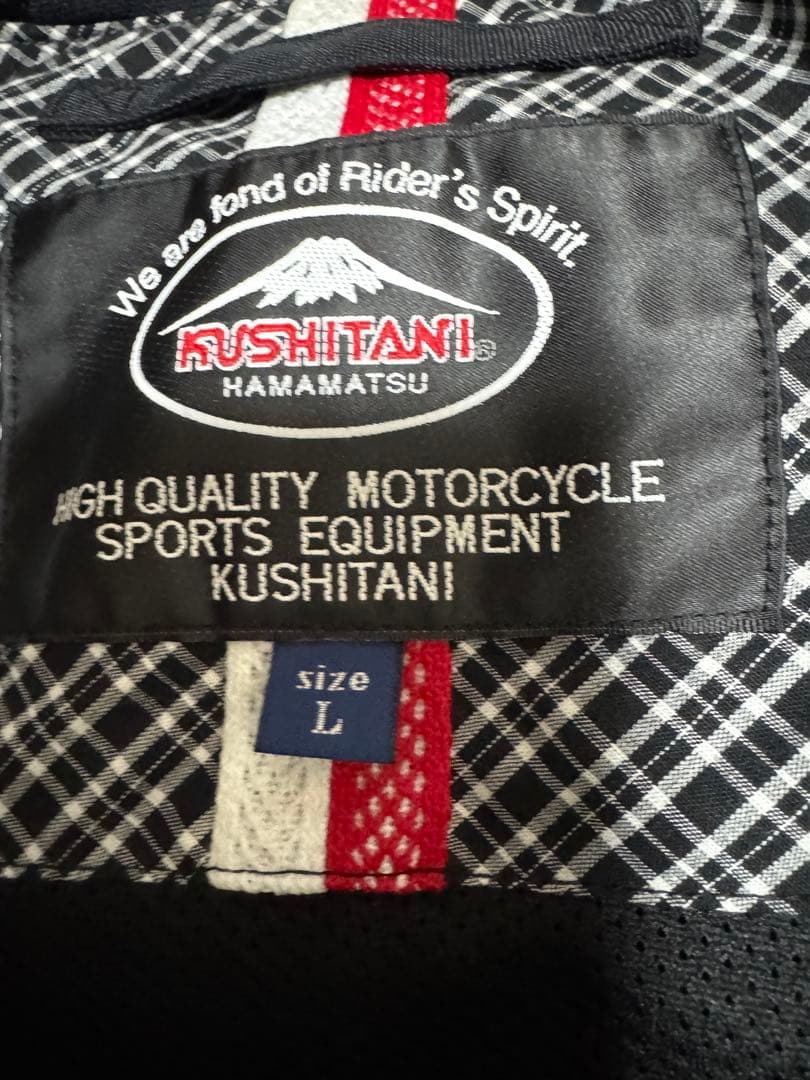 We are fond of Rider's Spirit.
KUSHITANI®
HAMAMATSU
HIGH QUALITY MOTORCYCLE
SPORTS EQUIPMENT
KUSHITANI
size
L